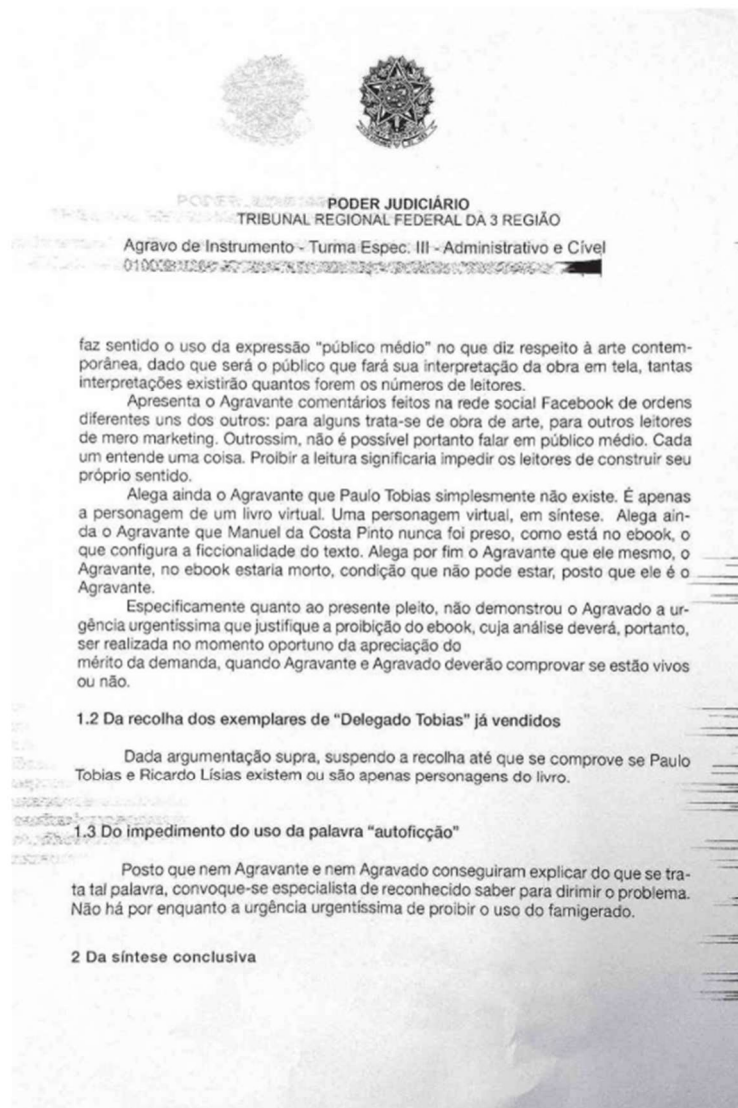 PODER JUDICIÁRIO
TRIBUNAL REGIONAL FEDERAL DA 3 REGIÃO
Agravo de Instrumento - Turma Espec. III - Administrativo e Cível
faz sentido o uso da expressão “público médio” no que diz respeito à arte contem-
porânea, dado que será o público que fará sua interpretação da obra em tela, tantas
interpretações existirão quantos forem os números de leitores.
Apresenta o Agravante comentários feitos na rede social Facebook de ordens
diferentes uns dos outros: para alguns trata-se de obra de arte, para outros leitores
de mero marketing. Outrossim, não é possível portanto falar em público médio. Cada
um entende uma coisa. Proibir a leitura significaria impedir os leitores de construir seu
próprio sentido.
Alega ainda o Agravante que Paulo Tobias simplesmente não existe. É apenas
a personagem de um livro virtual. Uma personagem virtual, em síntese. Alega ain-
da o Agravante que Manuel da Costa Pinto nunca foi preso, como está no ebook, o
que configura a ficcionalidade do texto. Alega por fim o Agravante que ele mesmo, o
Agravante, no ebook estaria morto, condição que não pode estar, posto que ele é o
Agravante.
Especificamente quanto ao presente pleito, não demonstrou o Agravado a ur-
gência urgentíssima que justifique a proibição do ebook, cuja análise deverá, portanto,
ser realizada no momento oportuno da apreciação do
mérito da demanda, quando Agravante e Agravado deverão comprovar se estão vivos
ou não.
1.2 Da recolha dos exemplares de “Delegado Tobias” já vendidos
Dada argumentação supra, suspendo a recolha até que se comprove se Paulo
Tobias e Ricardo Lísias existem ou são apenas personagens do livro.
1.3 Do impedimento do uso da palavra “autoficção”
Posto que nem Agravante e nem Agravado conseguiram explicar do que se tra-
ta tal palavra, convoque-se especialista de reconhecido saber para dirimir o problema.
Não há por enquanto a urgência urgentíssima de proibir o uso do famigerado.
2 Da síntese conclusiva